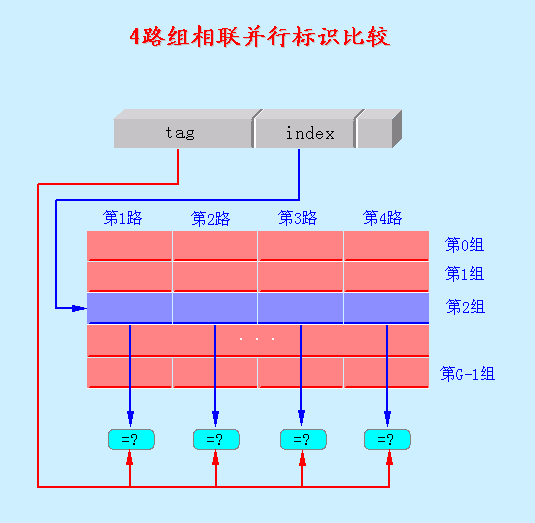 4路组相联并行标识比较
tag index
第1路 第2路 第3路 第4路
第0组
第1组
第2组
· · ·
第G-1组
=? =? =? =?